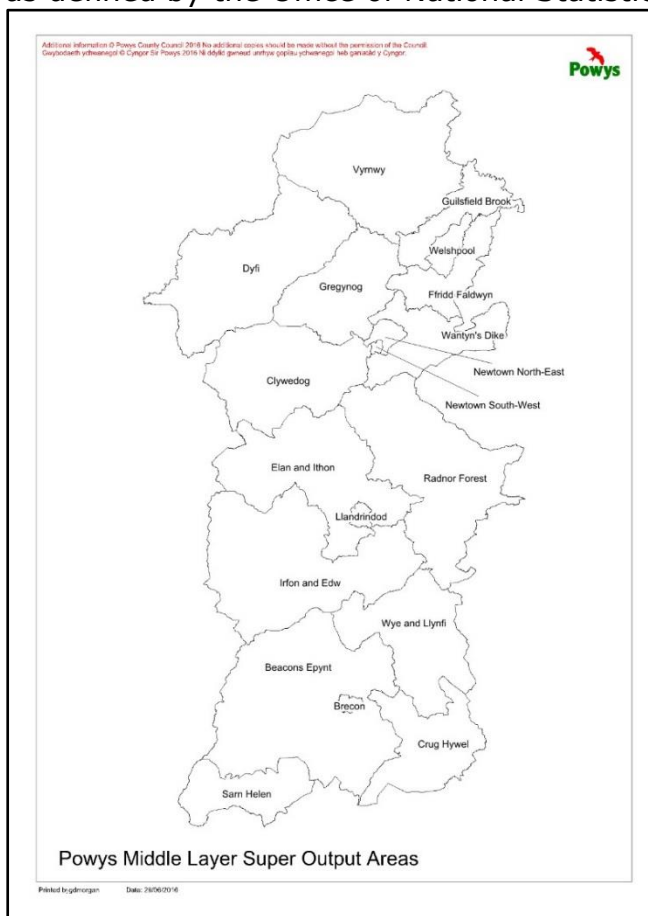 as defined by the Office of National Statistic
Additional information © Powys County Council 2016 No additional copies should be made without the permission of the Council.
Gwybodaeth ychwanegol © Cyngor Sir Powys 2016 Ni ddylid gwneud unrhyw gopïau ychwanegol heb ganiatâd y Cyngor.
Powys
Vyrnwy
Guilsfield Brook
Welshpool
Dyfi
Gregynog
Ffridd Faldwyn
Wantyn's Dike
Newtown North-East
Clywedog
Newtown South-West
Elan and Ithon
Radnor Forest
Llandrindod
Irfon and Edw
Wye and Llynfi
Beacons Epynt
Brecon
Crug Hywel
Sarn Helen
Powys Middle Layer Super Output Areas
Printed by gdmorgan Date: 28/06/2016